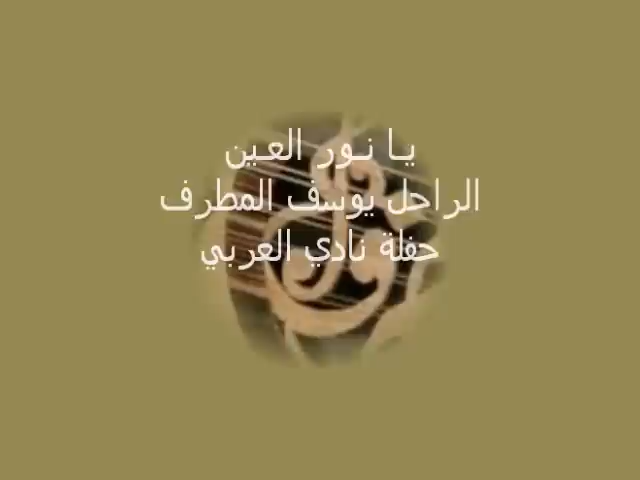 يا نور العين
الراحل يوسف المطرف
حفلة نادي العربي